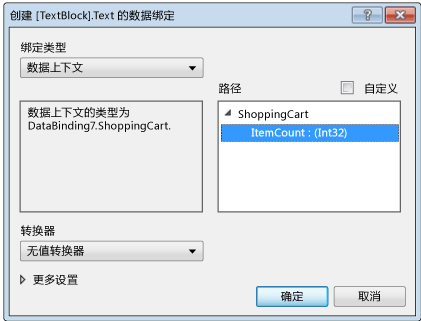 创建 [TextBlock].Text 的数据绑定
绑定类型
数据上下文
路径
自定义
数据上下文的类型为
DataBinding7.ShoppingCart.
ShoppingCart
ItemCount : (Int32)
转换器
无值转换器
更多设置
确定
取消